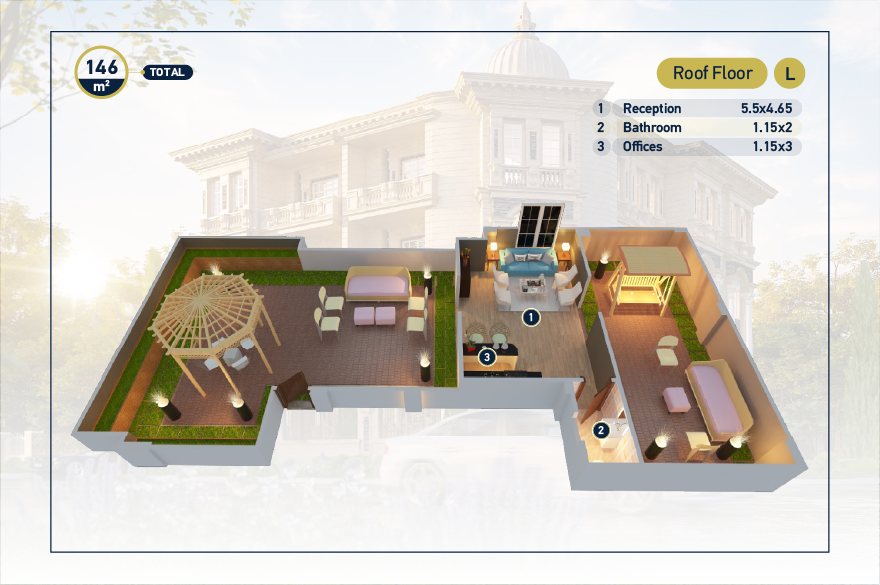 146
m²
TOTAL
Roof Floor L
1 Reception 5.5x4.65
2 Bathroom 1.15x2
3 Offices 1.15x3
1
3
2